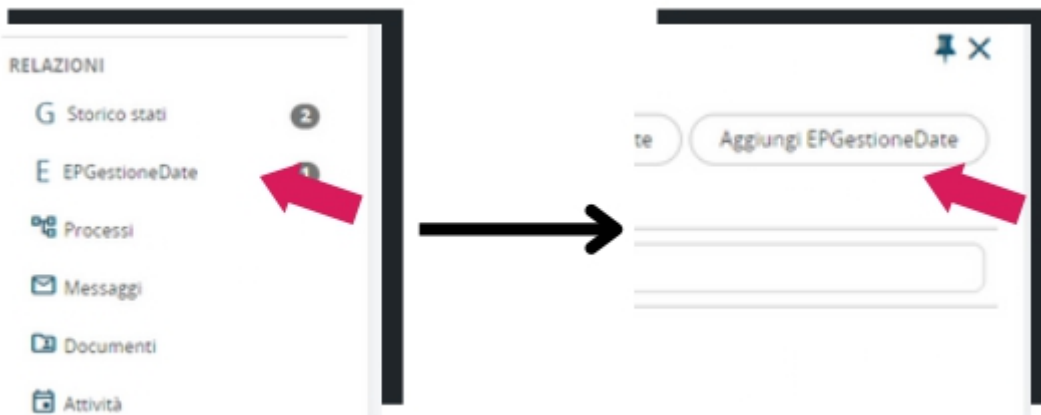 RELAZIONI
G Storico stati 2
E EPGestioneDate
Processi
Messaggi
Documenti
Attività
te
Aggiungi EPGestioneDate